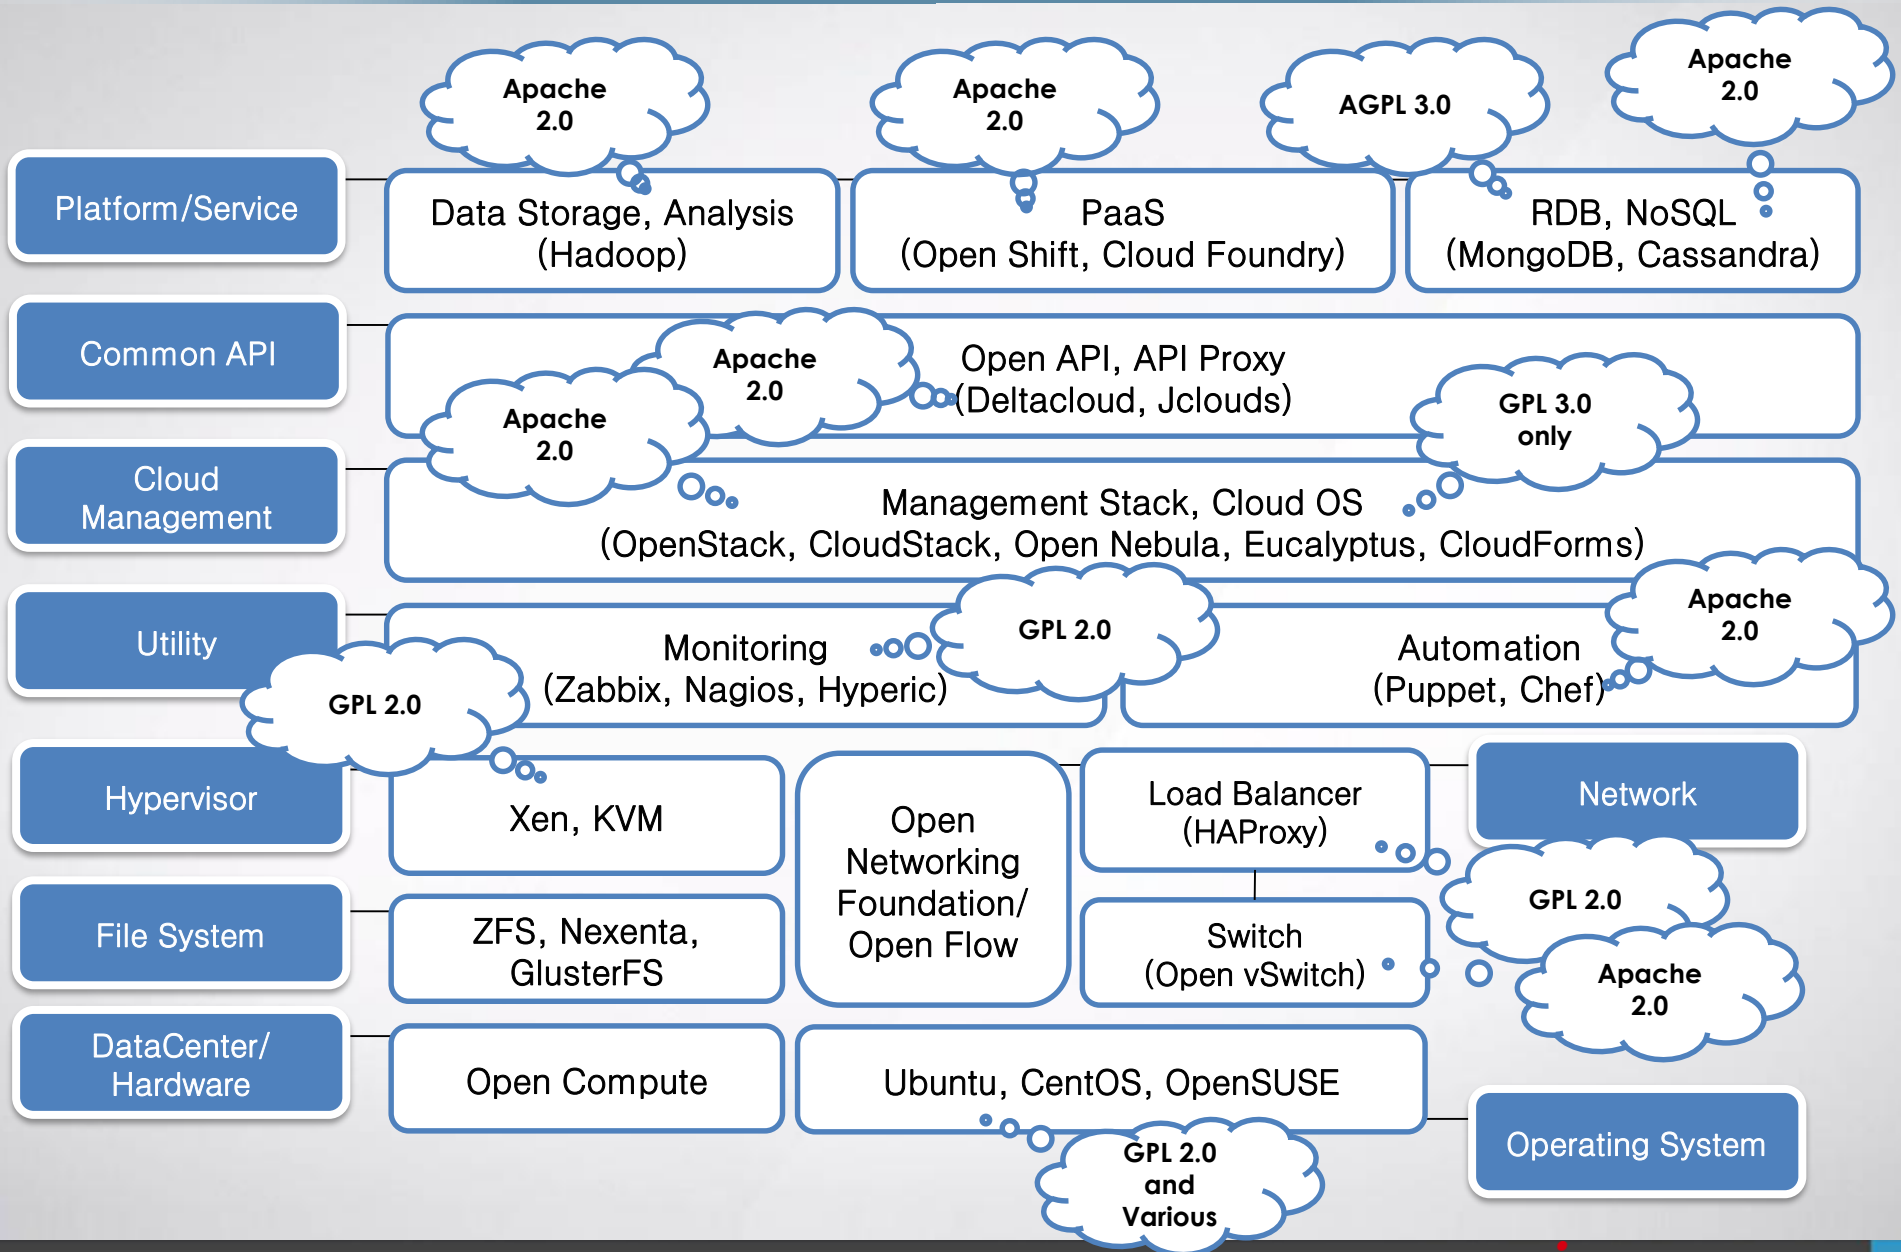 Apache
2.0
Apache
2.0
AGPL 3.0
Apache
2.0
Platform/Service
Data Storage, Analysis
(Hadoop)
PaaS
(Open Shift, Cloud Foundry)
RDB, NoSQL
(MongoDB, Cassandra)
Common API
Apache
2.0
Open API, API Proxy
(Deltacloud, Jclouds)
Apache
2.0
GPL 3.0
only
Cloud
Management
Management Stack, Cloud OS
(OpenStack, CloudStack, Open Nebula, Eucalyptus, CloudForms)
Utility
Monitoring
(Zabbix, Nagios, Hyperic)
GPL 2.0
Automation
(Puppet, Chef)
Apache
2.0
GPL 2.0
Hypervisor
Xen, KVM
Open
Networking
Foundation/
Open Flow
Load Balancer
(HAProxy)
Network
GPL 2.0
File System
ZFS, Nexenta,
GlusterFS
Switch
(Open vSwitch)
Apache
2.0
DataCenter/
Hardware
Open Compute
Ubuntu, CentOS, OpenSUSE
Operating System
GPL 2.0
and
Various